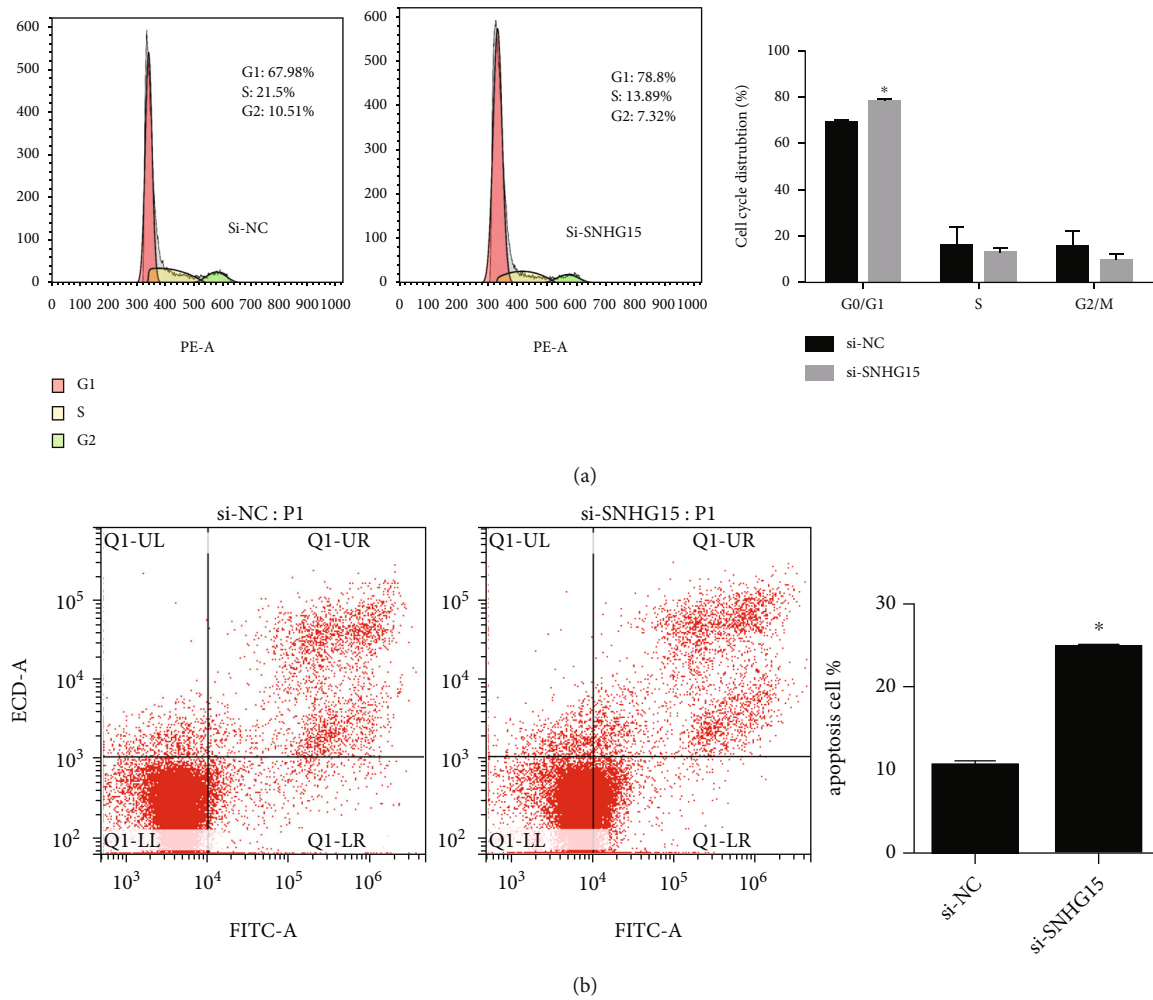 600
500
400
300
200
100
0
0 100 200 300 400 500 600 700 800 900 1000
G1: 67.98%
S: 21.5%
G2: 10.51%
Si-NC
PE-A
600
500
400
300
200
100
0
0 100 200 300 400 500 600 700 800 900 1000
G1: 78.8%
S: 13.89%
G2: 7.32%
Si-SNHG15
PE-A
G1
S
G2
Cell cycle distrubtion (%)
100
80
60
40
20
0
*
G0/G1 S G2/M
si-NC
si-SNHG15
(a)
si-NC : P1
Q1-UL Q1-UR
Q1-LL Q1-LR
ECD-A
10^5
10^4
10^3
10^2
10^3 10^4 10^5 10^6
FITC-A
si-SNHG15 : P1
Q1-UL Q1-UR
Q1-LL Q1-LR
10^5
10^4
10^3
10^2
10^3 10^4 10^5 10^6
FITC-A
apoptosis cell %
30
20
10
0
*
si-NC
si-SNHG15
(b)